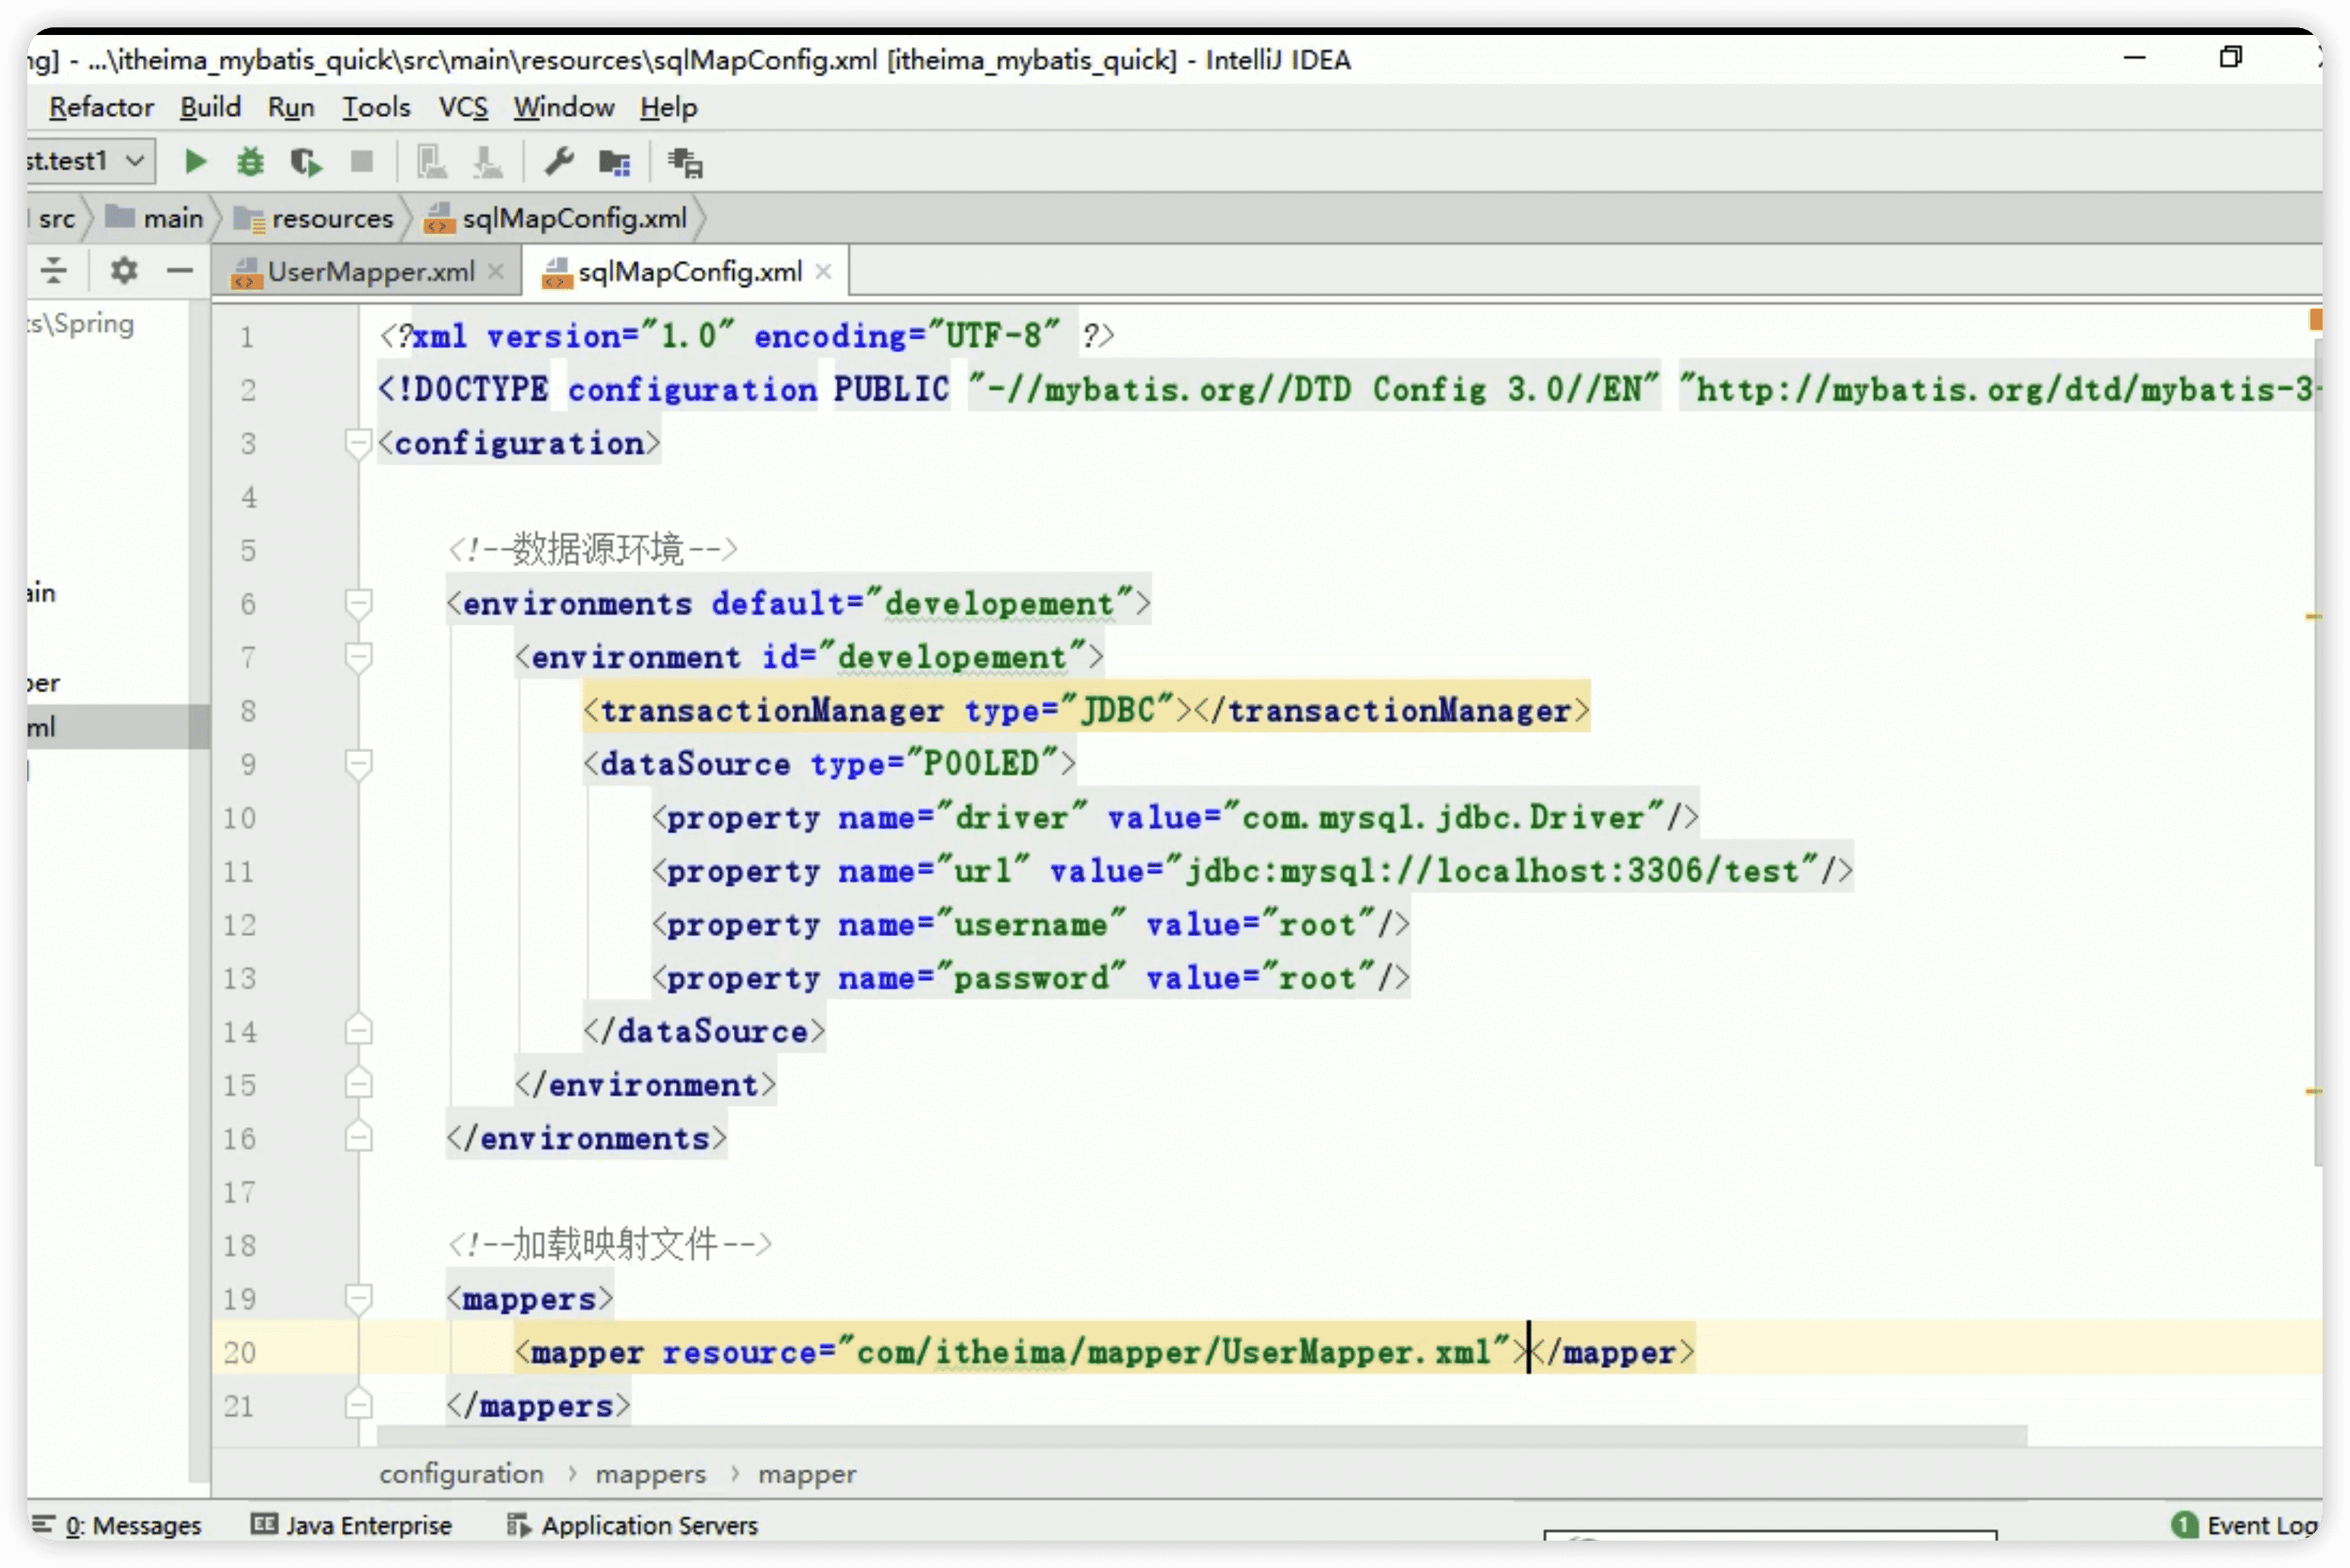 ng] - ...\itheima_mybatis_quick\src\main\resources\sqlMapConfig.xml [itheima_mybatis_quick] - IntelliJ IDEA
Refactor Build Run Tools VCS Window Help
st.test1
src main resources sqlMapConfig.xml
UserMapper.xml sqlMapConfig.xml
ts\Spring
ain
per
ml
1 <?xml version="1.0" encoding="UTF-8" ?>
2 <!DOCTYPE configuration PUBLIC "-//mybatis.org//DTD Config 3.0//EN" "http://mybatis.org/dtd/mybatis-3-
3 <configuration>
4
5 <!--数据源环境-->
6 <environments default="developement">
7 <environment id="developement">
8 <transactionManager type="JDBC"></transactionManager>
9 <dataSource type="POOLED">
10 <property name="driver" value="com.mysql.jdbc.Driver"/>
11 <property name="url" value="jdbc:mysql://localhost:3306/test"/>
12 <property name="username" value="root"/>
13 <property name="password" value="root"/>
14 </dataSource>
15 </environment>
16 </environments>
17
18 <!--加载映射文件-->
19 <mappers>
20 <mapper resource="com/itheima/mapper/UserMapper.xml"></mapper>
21 </mappers>
configuration › mappers › mapper
0: Messages Java Enterprise Application Servers 1 Event Log